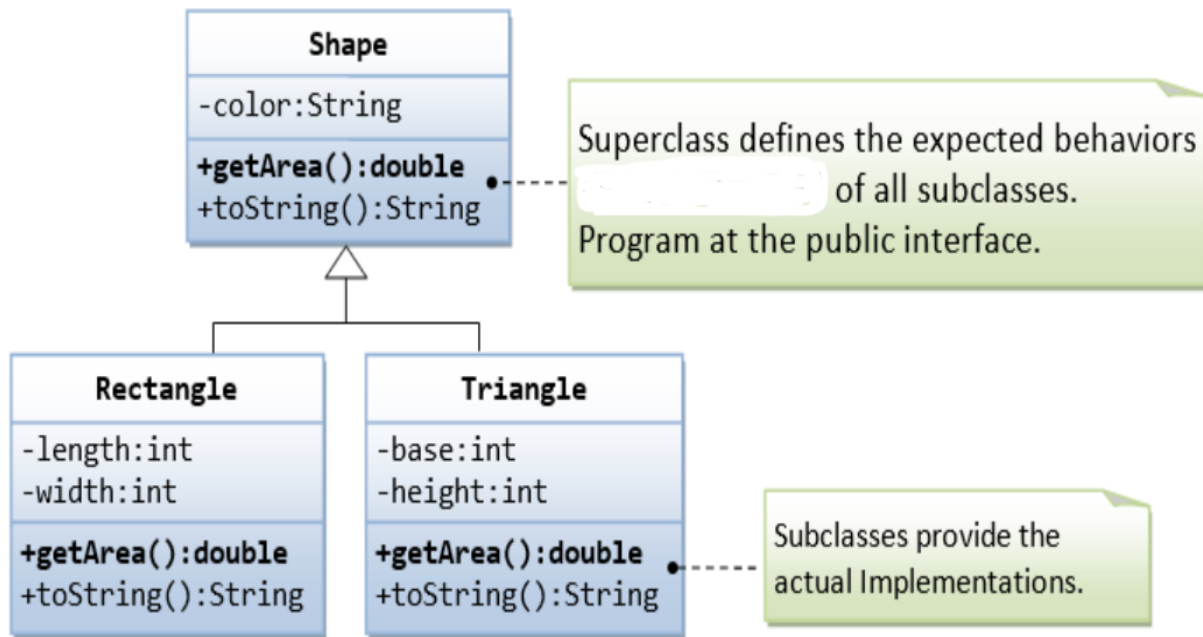 Shape
-color:String
+getArea():double
+toString():String
Superclass defines the expected behaviors
of all subclasses.
Program at the public interface.
Rectangle
-length:int
-width:int
+getArea():double
+toString():String
Triangle
-base:int
-height:int
+getArea():double
+toString():String
Subclasses provide the
actual Implementations.